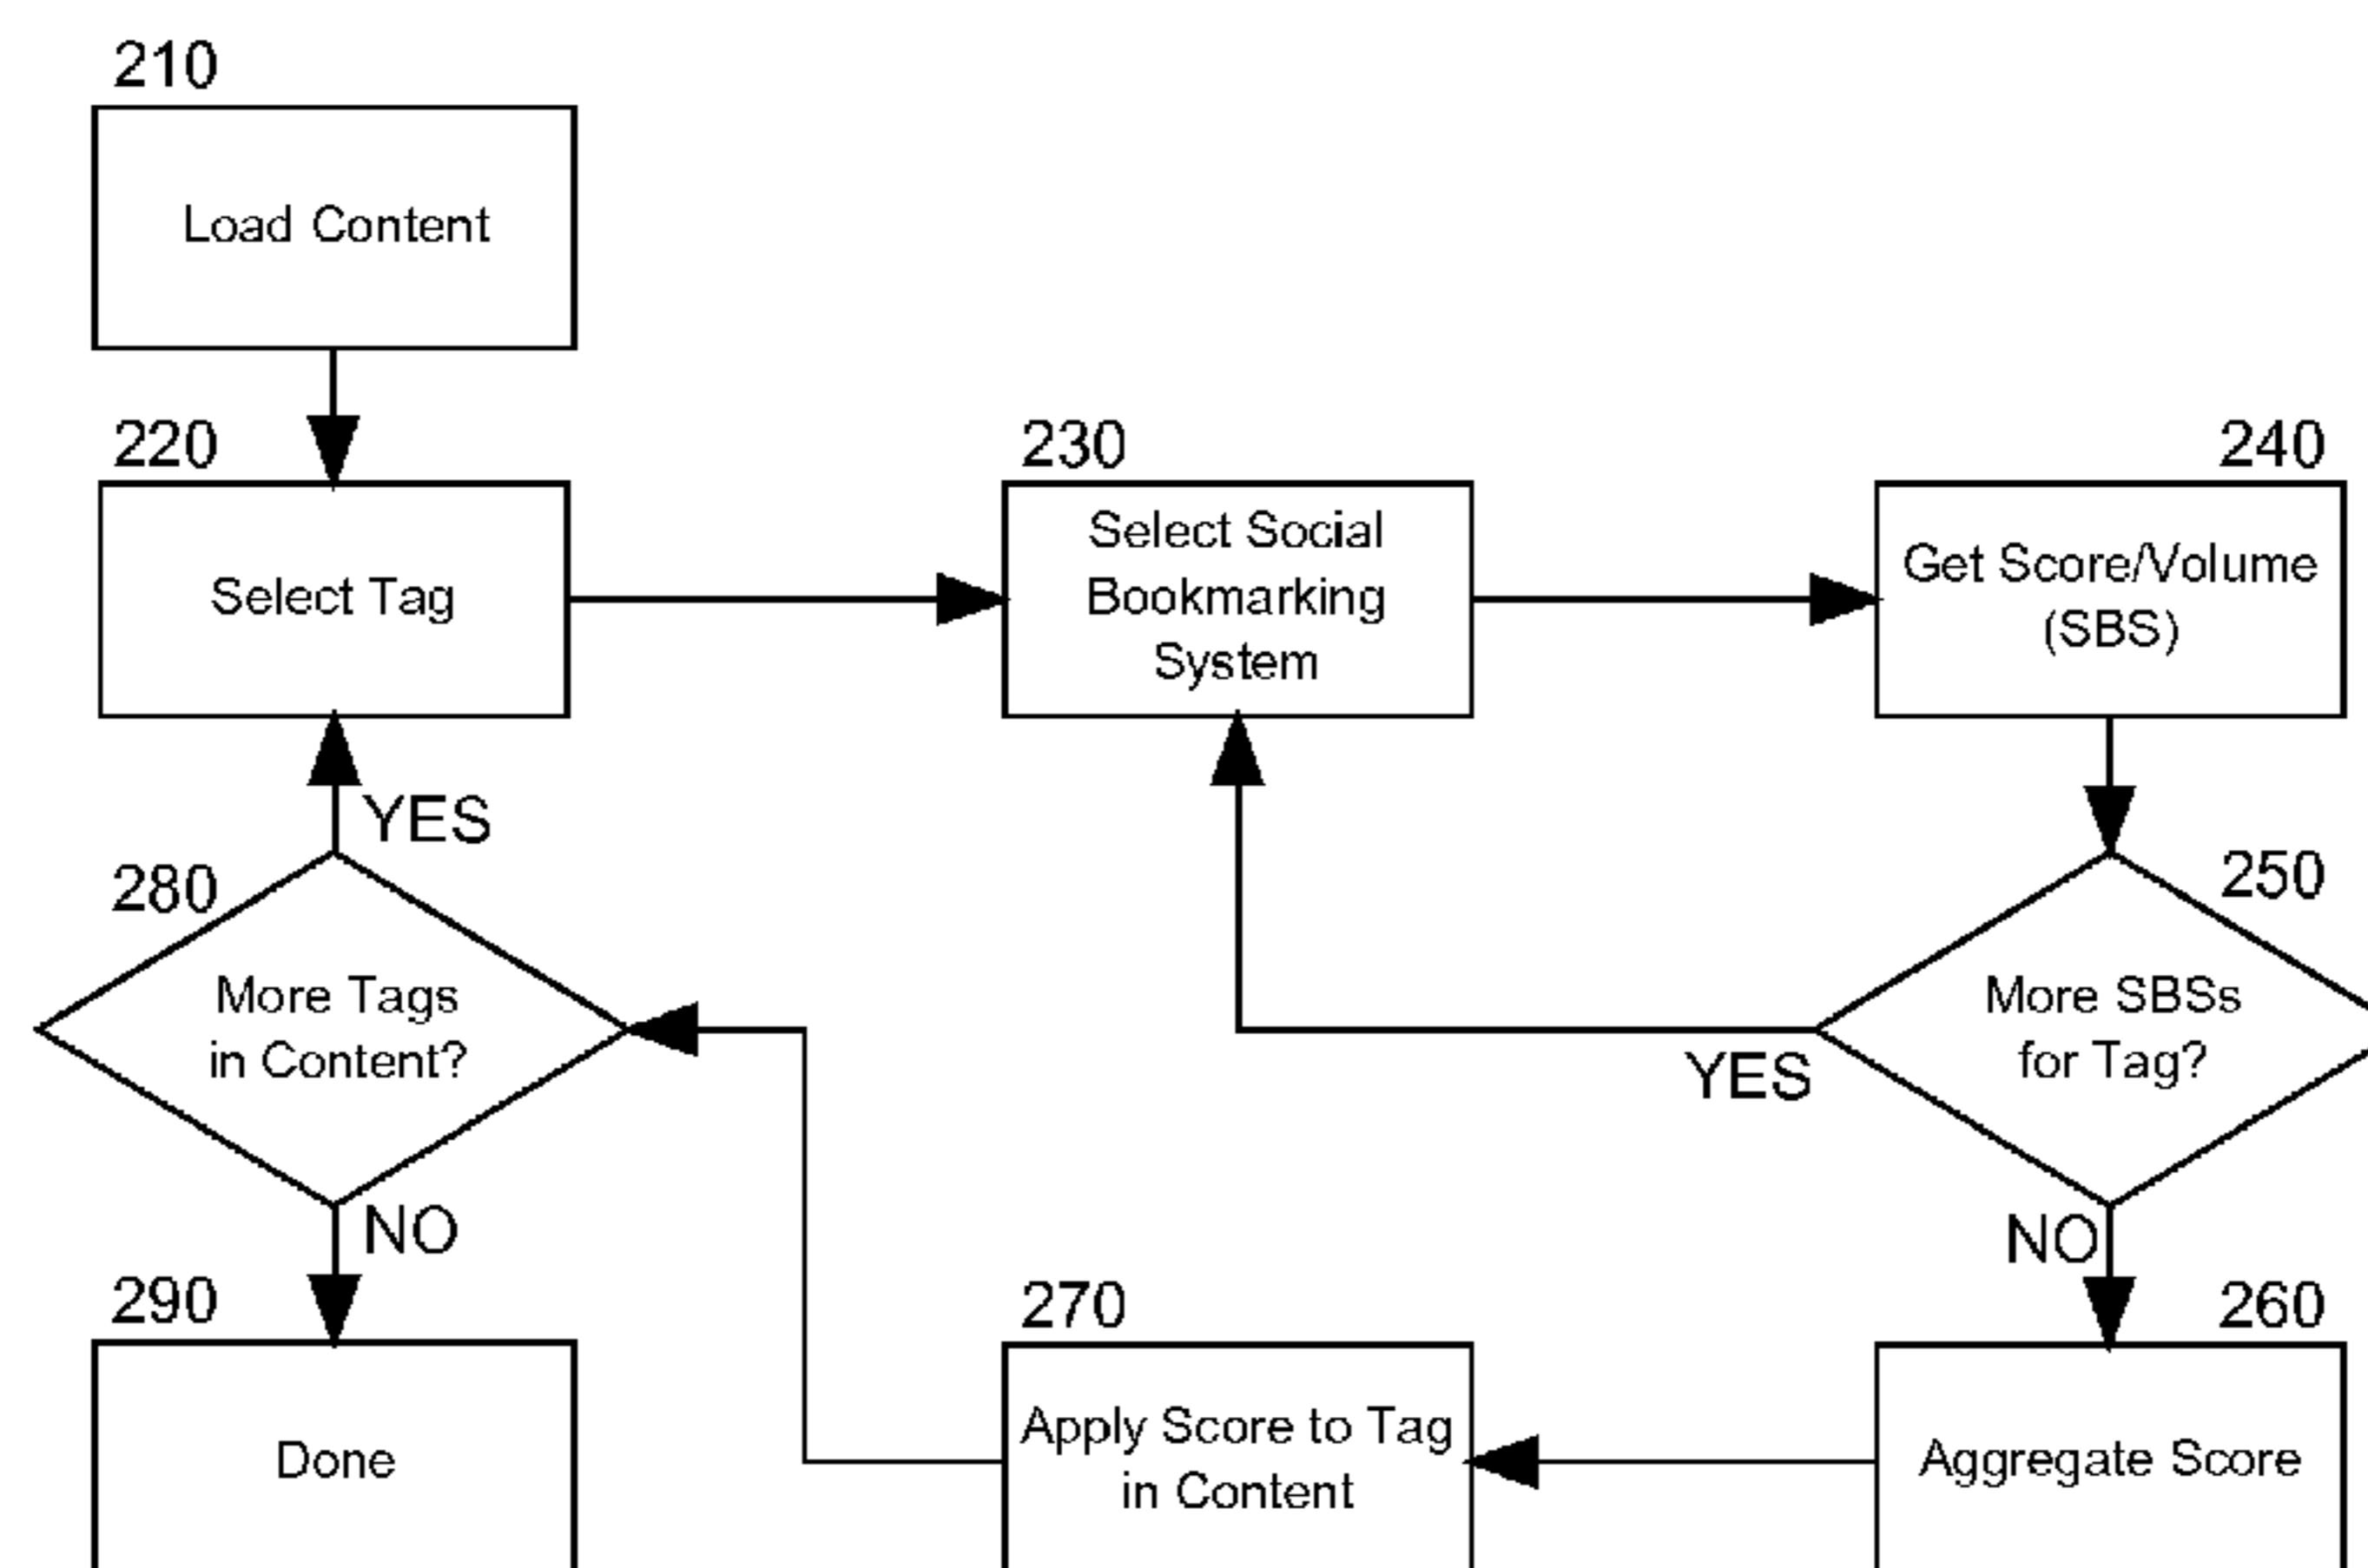 210
Load Content
220
Select Tag
230
Select Social
Bookmarking
System
240
Get Score/Volume
(SBS)
YES
280
More Tags
in Content?
250
More SBSs
for Tag?
YES
NO
NO
290
Done
270
Apply Score to Tag
in Content
260
Aggregate Score